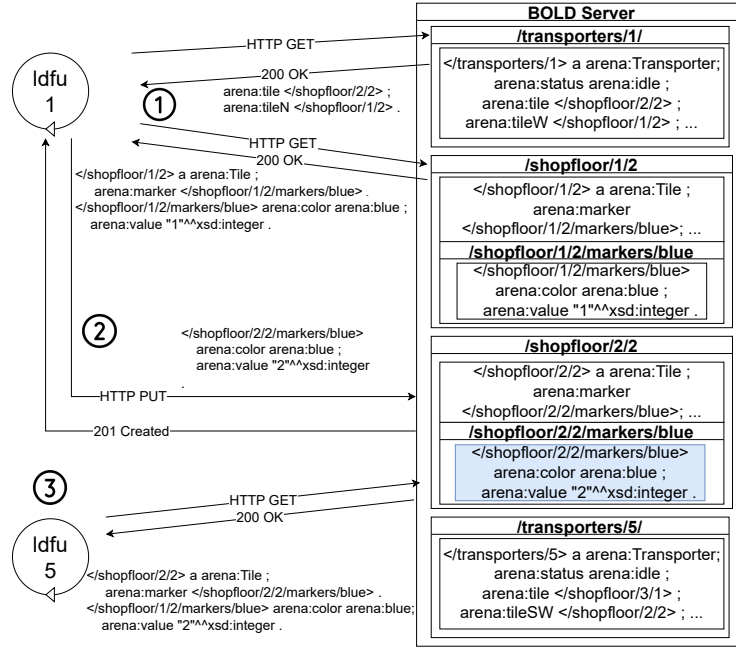 BOLD Server
/transporters/1/
</transporters/1> a arena:Transporter;
arena:status arena:idle ;
arena:tile </shopfloor/2/2> ;
arena:tileW </shopfloor/1/2> ; ...
Idfu
1
HTTP GET
200 OK
arena:tile </shopfloor/2/2> ;
arena:tileN </shopfloor/1/2> .
1
HTTP GET
200 OK
</shopfloor/1/2> a arena:Tile ;
arena:marker </shopfloor/1/2/markers/blue> .
</shopfloor/1/2/markers/blue> arena:color arena:blue ;
arena:value "1"^^xsd:integer .
/shopfloor/1/2
</shopfloor/1/2> a arena:Tile ;
arena:marker
</shopfloor/1/2/markers/blue>; ...
/shopfloor/1/2/markers/blue
</shopfloor/1/2/markers/blue>
arena:color arena:blue ;
arena:value "1"^^xsd:integer .
2
</shopfloor/2/2/markers/blue>
arena:color arena:blue ;
arena:value "2"^^xsd:integer
.
HTTP PUT
201 Created
/shopfloor/2/2
</shopfloor/2/2> a arena:Tile ;
arena:marker
</shopfloor/2/2/markers/blue>; ...
/shopfloor/2/2/markers/blue
</shopfloor/2/2/markers/blue>
arena:color arena:blue ;
arena:value "2"^^xsd:integer .
3
HTTP GET
200 OK
Idfu
5
</shopfloor/2/2> a arena:Tile ;
arena:marker </shopfloor/2/2/markers/blue> .
</shopfloor/1/2/markers/blue> arena:color arena:blue;
arena:value "2"^^xsd:integer .
/transporters/5/
</transporters/5> a arena:Transporter;
arena:status arena:idle ;
arena:tile </shopfloor/3/1> ;
arena:tileSW </shopfloor/2/2> ; ...